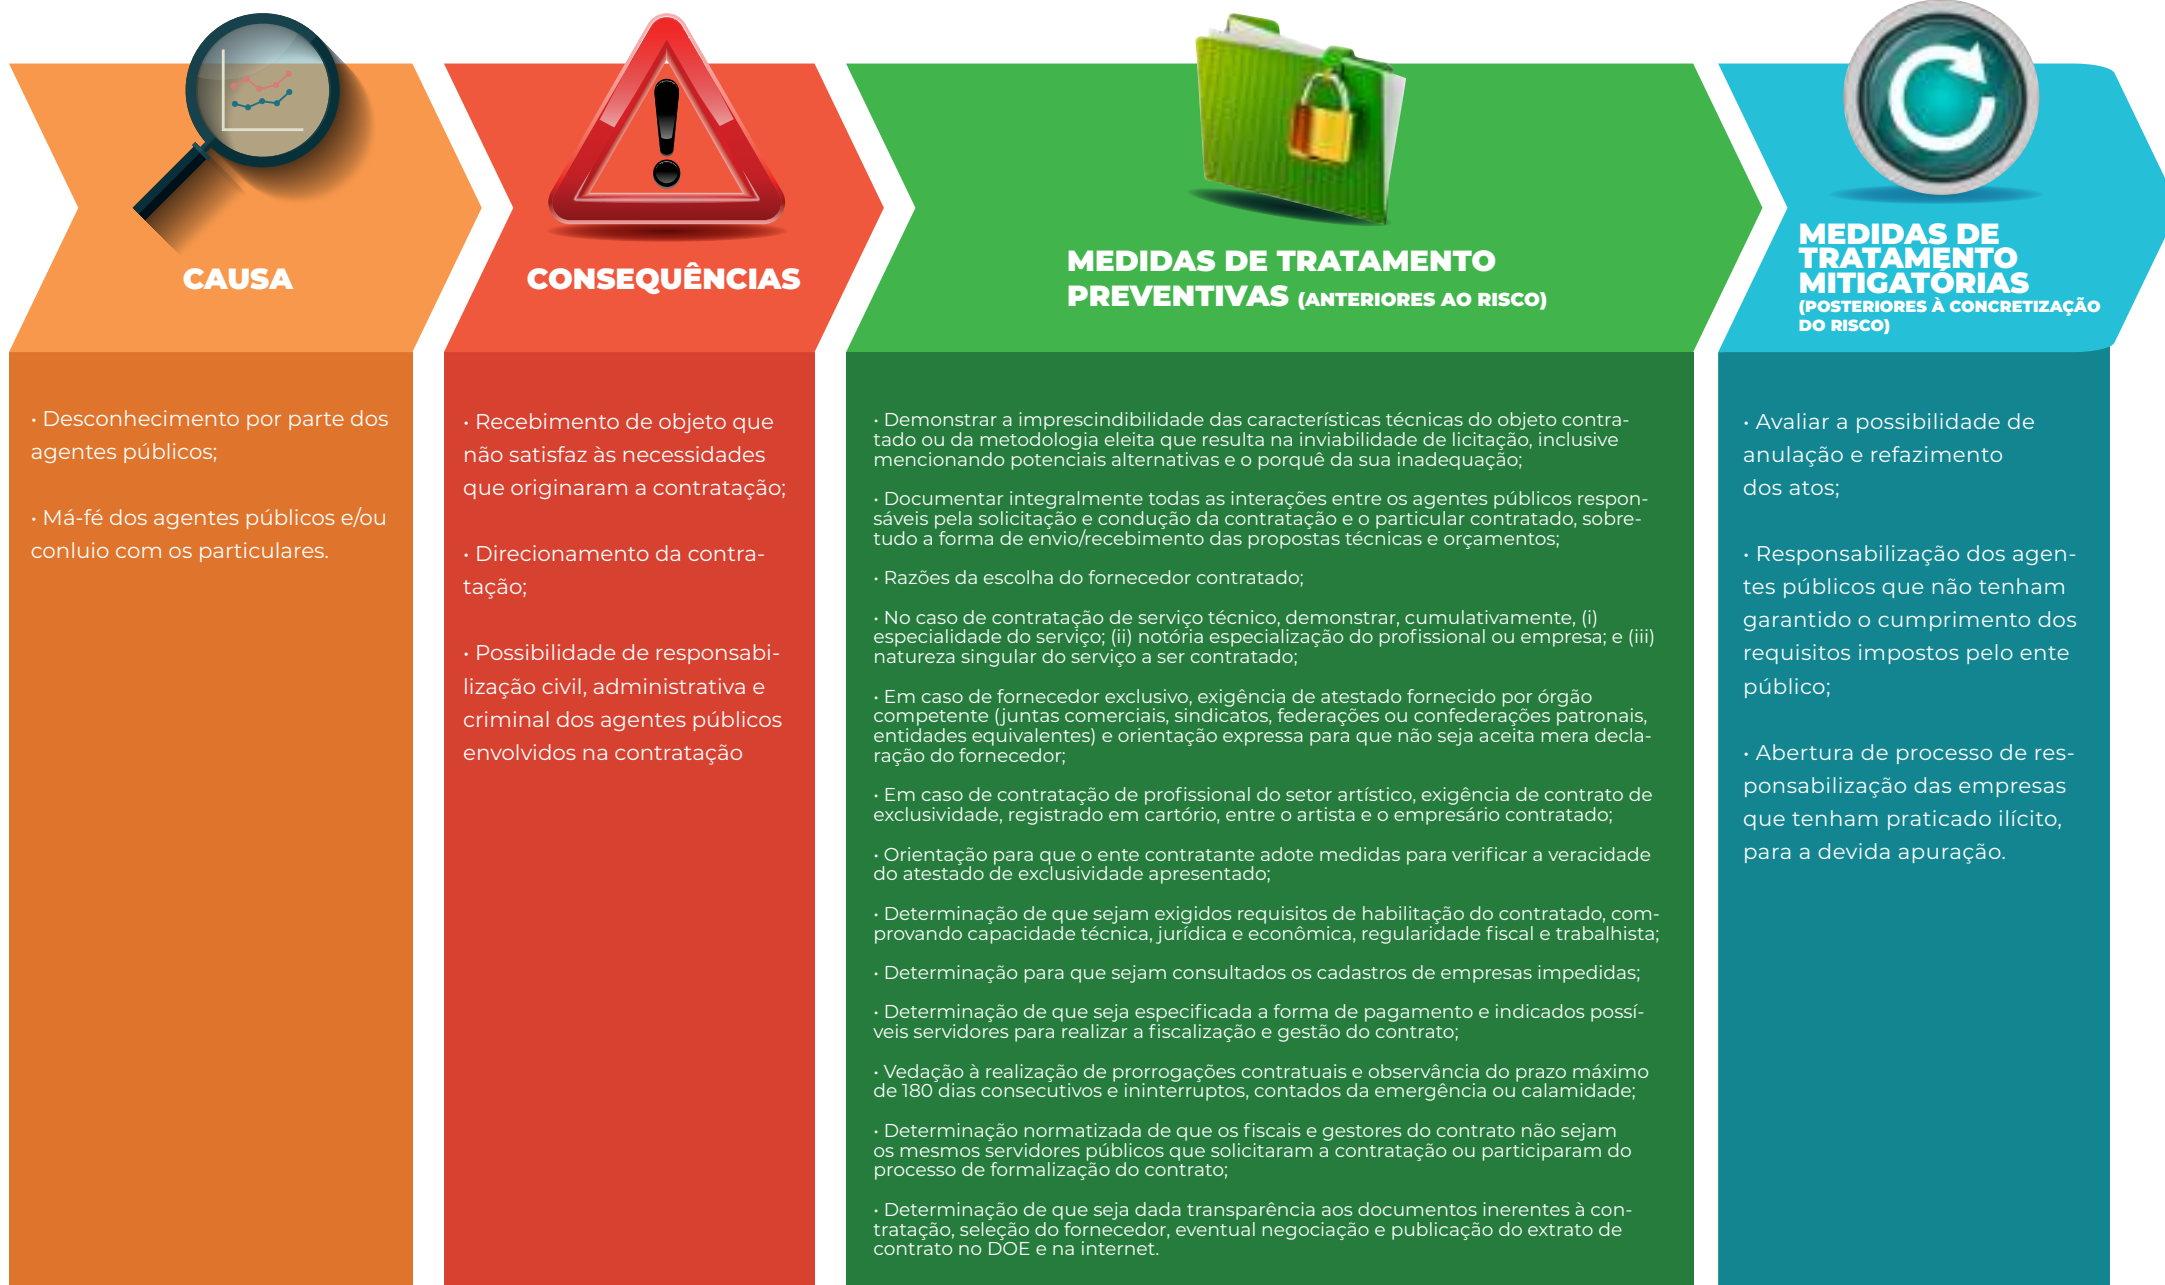 CAUSA
• Desconhecimento por parte dos
agentes públicos;
• Má-fé dos agentes públicos e/ou
conluio com os particulares.
CONSEQUÊNCIAS
• Recebimento de objeto que
não satisfaz às necessidades
que originaram a contratação;
• Direcionamento da contra-
tação;
• Possibilidade de responsabi-
lização civil, administrativa e
criminal dos agentes públicos
envolvidos na contratação
MEDIDAS DE TRATAMENTO
PREVENTIVAS (ANTERIORES AO RISCO)
• Demonstrar a imprescindibilidade das características técnicas do objeto contra-
tado ou da metodologia eleita que resulta na inviabilidade de licitação, inclusive
mencionando potenciais alternativas e o porquê da sua inadequação;
• Documentar integralmente todas as interações entre os agentes públicos respon-
sáveis pela solicitação e condução da contratação e o particular contratado, sobre-
tudo a forma de envio/recebimento das propostas técnicas e orçamentos;
• Razões da escolha do fornecedor contratado;
• No caso de contratação de serviço técnico, demonstrar, cumulativamente, (i)
especialidade do serviço; (ii) notória especialização do profissional ou empresa; e (iii)
natureza singular do serviço a ser contratado;
• Em caso de fornecedor exclusivo, exigência de atestado fornecido por órgão
competente (juntas comerciais, sindicatos, federações ou confederações patronais,
entidades equivalentes) e orientação expressa para que não seja aceita mera decla-
ração do fornecedor;
• Em caso de contratação de profissional do setor artístico, exigência de contrato de
exclusividade, registrado em cartório, entre o artista e o empresário contratado;
• Orientação para que o ente contratante adote medidas para verificar a veracidade
do atestado de exclusividade apresentado;
• Determinação de que sejam exigidos requisitos de habilitação do contratado, com-
provando capacidade técnica, jurídica e econômica, regularidade fiscal e trabalhista;
• Determinação para que sejam consultados os cadastros de empresas impedidas;
• Determinação de que seja especificada a forma de pagamento e indicados possí-
veis servidores para realizar a fiscalização e gestão do contrato;
• Vedação à realização de prorrogações contratuais e observância do prazo máximo
de 180 dias consecutivos e ininterruptos, contados da emergência ou calamidade;
• Determinação normatizada de que os fiscais e gestores do contrato não sejam
os mesmos servidores públicos que solicitaram a contratação ou participaram do
processo de formalização do contrato;
• Determinação de que seja dada transparência aos documentos inerentes à con-
tratação, seleção do fornecedor, eventual negociação e publicação do extrato de
contrato no DOE e na internet.
MEDIDAS DE
TRATAMENTO
MITIGATÓRIAS
(POSTERIORES À CONCRETIZAÇÃO
DO RISCO)
• Avaliar a possibilidade de
anulação e refazimento
dos atos;
• Responsabilização dos agen-
tes públicos que não tenham
garantido o cumprimento dos
requisitos impostos pelo ente
público;
• Abertura de processo de res-
ponsabilização das empresas
que tenham praticado ilícito,
para a devida apuração.